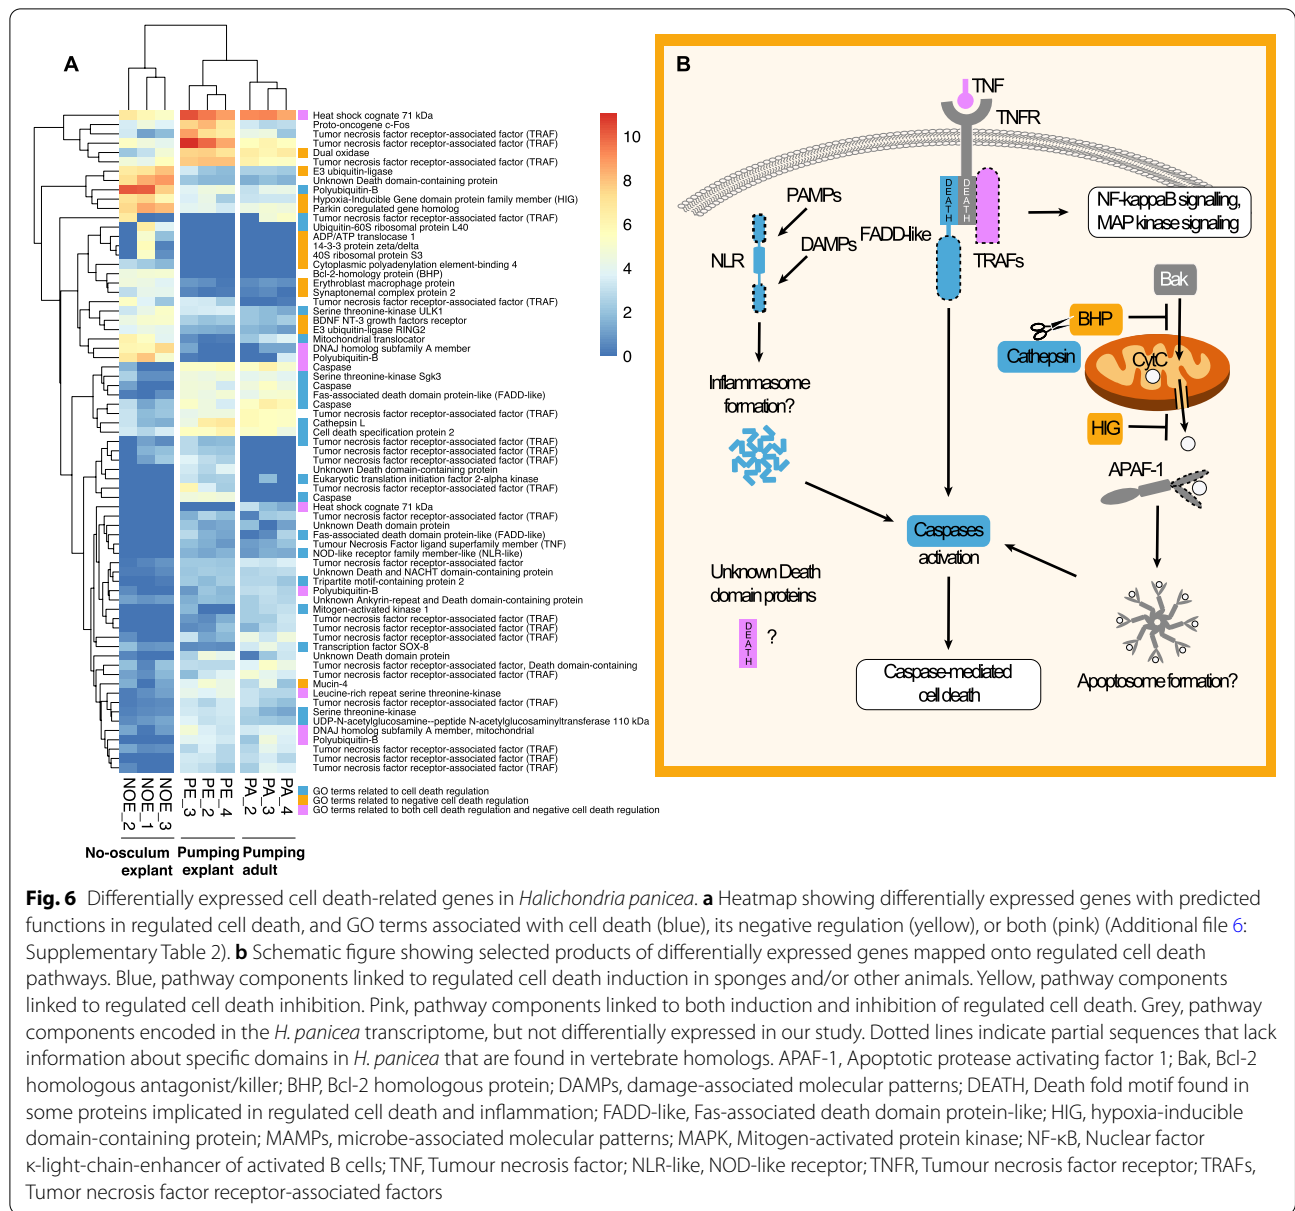 A
Heat shock cognate 71 kDa
Proto-oncogene c-Fos
Tumor necrosis factor receptor-associated factor (TRAF)
Tumor necrosis factor receptor-associated factor (TRAF)
Dual oxidase
Tumor necrosis factor receptor-associated factor (TRAF)
E3 ubiquitin-ligase
Unknown Death domain-containing protein
Polyubiquitin-B
Hypoxia-Inducible Gene domain protein family member (HIG)
Parkin coregulated gene homolog
Tumor necrosis factor receptor-associated factor (TRAF)
Ubiquitin-60S ribosomal protein L40
ADP/ATP translocase 1
14-3-3 protein zeta/delta
40S ribosomal protein S3
Cytoplasmic polyadenylation element-binding 4
Bcl-2-homology protein (BHP)
Erythroblast macrophage protein
Synaptonemal complex protein 2
Tumor necrosis factor receptor-associated factor (TRAF)
Serine threonine-kinase ULK1
BDNF NT-3 growth factors receptor
E3 ubiquitin-ligase RING2
Mitochondrial translocator
DNAJ homolog subfamily A member
Polyubiquitin-B
Caspase
Serine threonine-kinase Sgk3
Caspase
Fas-associated death domain protein-like (FADD-like)
Caspase
Tumor necrosis factor receptor-associated factor (TRAF)
Cathepsin L
Cell death specification protein 2
Tumor necrosis factor receptor-associated factor (TRAF)
Tumor necrosis factor receptor-associated factor (TRAF)
Tumor necrosis factor receptor-associated factor (TRAF)
Unknown Death domain-containing protein
Eukaryotic translation initiation factor 2-alpha kinase
Tumor necrosis factor receptor-associated factor (TRAF)
Caspase
Heat shock cognate 71 kDa
Tumor necrosis factor receptor-associated factor (TRAF)
Unknown Death domain protein
Fas-associated death domain protein-like (FADD-like)
Tumour Necrosis Factor ligand superfamily member (TNF)
NOD-like receptor family member-like (NLR-like)
Tumor necrosis factor receptor-associated factor
Unknown Death and NACHT domain-containing protein
Tripartite motif-containing protein 2
Polyubiquitin-B
Unknown Ankyrin-repeat and Death domain-containing protein
Mitogen-activated kinase 1
Tumor necrosis factor receptor-associated factor (TRAF)
Tumor necrosis factor receptor-associated factor (TRAF)
Tumor necrosis factor receptor-associated factor (TRAF)
Transcription factor SOX-8
Unknown Death domain protein
Tumor necrosis factor receptor-associated factor, Death domain-containing
Tumor necrosis factor receptor-associated factor (TRAF)
Mucin-4
Leucine-rich repeat serine threonine-kinase
Tumor necrosis factor receptor-associated factor (TRAF)
Serine threonine-kinase
UDP-N-acetylglucosamine--peptide N-acetylglucosaminyltransferase 110 kDa
DNAJ homolog subfamily A member, mitochondrial
Polyubiquitin-B
Tumor necrosis factor receptor-associated factor (TRAF)
Tumor necrosis factor receptor-associated factor (TRAF)
Tumor necrosis factor receptor-associated factor (TRAF)
10
8
6
4
2
0
NOE_2
NOE_1
NOE_3
PE_3
PE_2
PE_4
PA_2
PA_3
PA_4
GO terms related to cell death regulation
GO terms related to negative cell death regulation
GO terms related to both cell death regulation and negative cell death regulation
No-osculum
explant
Pumping
explant
Pumping
adult
B
TNF
TNFR
DEATH
DEATH
PAMPs
DAMPs
NLR
FADD-like
TRAFs
NF-kappaB signalling,
MAP kinase signaling
Bak
BHP
Cathepsin
CytC
HIG
APAF-1
Inflammasome
formation?
Caspases
activation
Unknown Death
domain proteins
DEATH
?
Caspase-mediated
cell death
Apoptosome formation?
Fig. 6 Differentially expressed cell death-related genes in Halichondria panicea. a Heatmap showing differentially expressed genes with predicted
functions in regulated cell death, and GO terms associated with cell death (blue), its negative regulation (yellow), or both (pink) (Additional file 6:
Supplementary Table 2). b Schematic figure showing selected products of differentially expressed genes mapped onto regulated cell death
pathways. Blue, pathway components linked to regulated cell death induction in sponges and/or other animals. Yellow, pathway components
linked to regulated cell death inhibition. Pink, pathway components linked to both induction and inhibition of regulated cell death. Grey, pathway
components encoded in the H. panicea transcriptome, but not differentially expressed in our study. Dotted lines indicate partial sequences that lack
information about specific domains in H. panicea that are found in vertebrate homologs. APAF-1, Apoptotic protease activating factor 1; Bak, Bcl-2
homologous antagonist/killer; BHP, Bcl-2 homologous protein; DAMPs, damage-associated molecular patterns; DEATH, Death fold motif found in
some proteins implicated in regulated cell death and inflammation; FADD-like, Fas-associated death domain protein-like; HIG, hypoxia-inducible
domain-containing protein; MAMPs, microbe-associated molecular patterns; MAPK, Mitogen-activated protein kinase; NF-κB, Nuclear factor
κ-light-chain-enhancer of activated B cells; TNF, Tumour necrosis factor; NLR-like, NOD-like receptor; TNFR, Tumour necrosis factor receptor; TRAFs,
Tumor necrosis factor receptor-associated factors